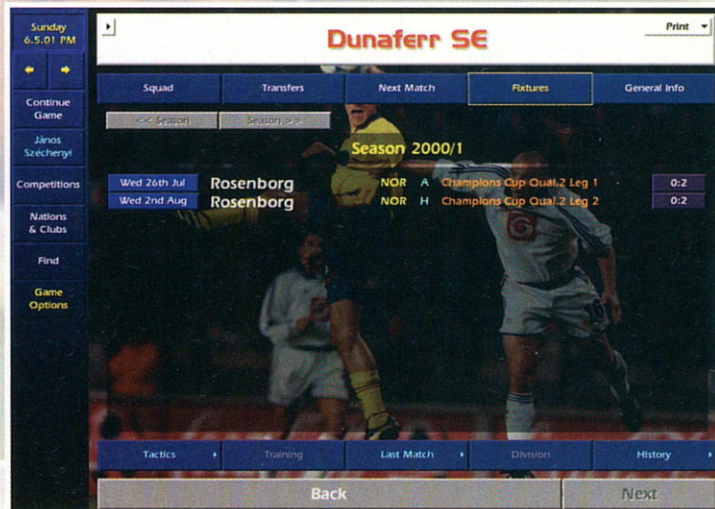 Sunday
6.5.01 PM
Continue
Game
János
Széchenyi
Competitions
Nations
& Clubs
Find
Game
Options
Dunaferr SE
Print
Squad Transfers Next Match Fixtures General Info
<< Season Season >>
Season 2000/1
Wed 26th Jul Rosenborg NOR A Champions Cup Qual.2 Leg 1 0:2
Wed 2nd Aug Rosenborg NOR H Champions Cup Qual.2 Leg 2 0:2
Tactics Training Last Match Division History
Back Next